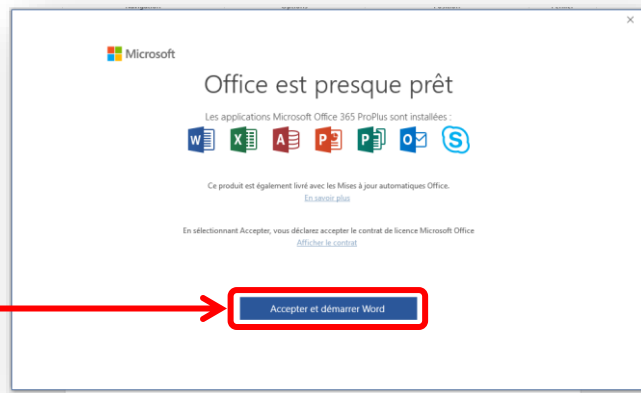 Microsoft
Office est presque prêt
Les applications Microsoft Office 365 ProPlus sont installées :
Ce produit est également livré avec les Mises à jour automatiques Office.
En savoir plus
En sélectionnant Accepter, vous déclarez accepter le contrat de licence Microsoft Office
Afficher le contrat
Accepter et démarrer Word